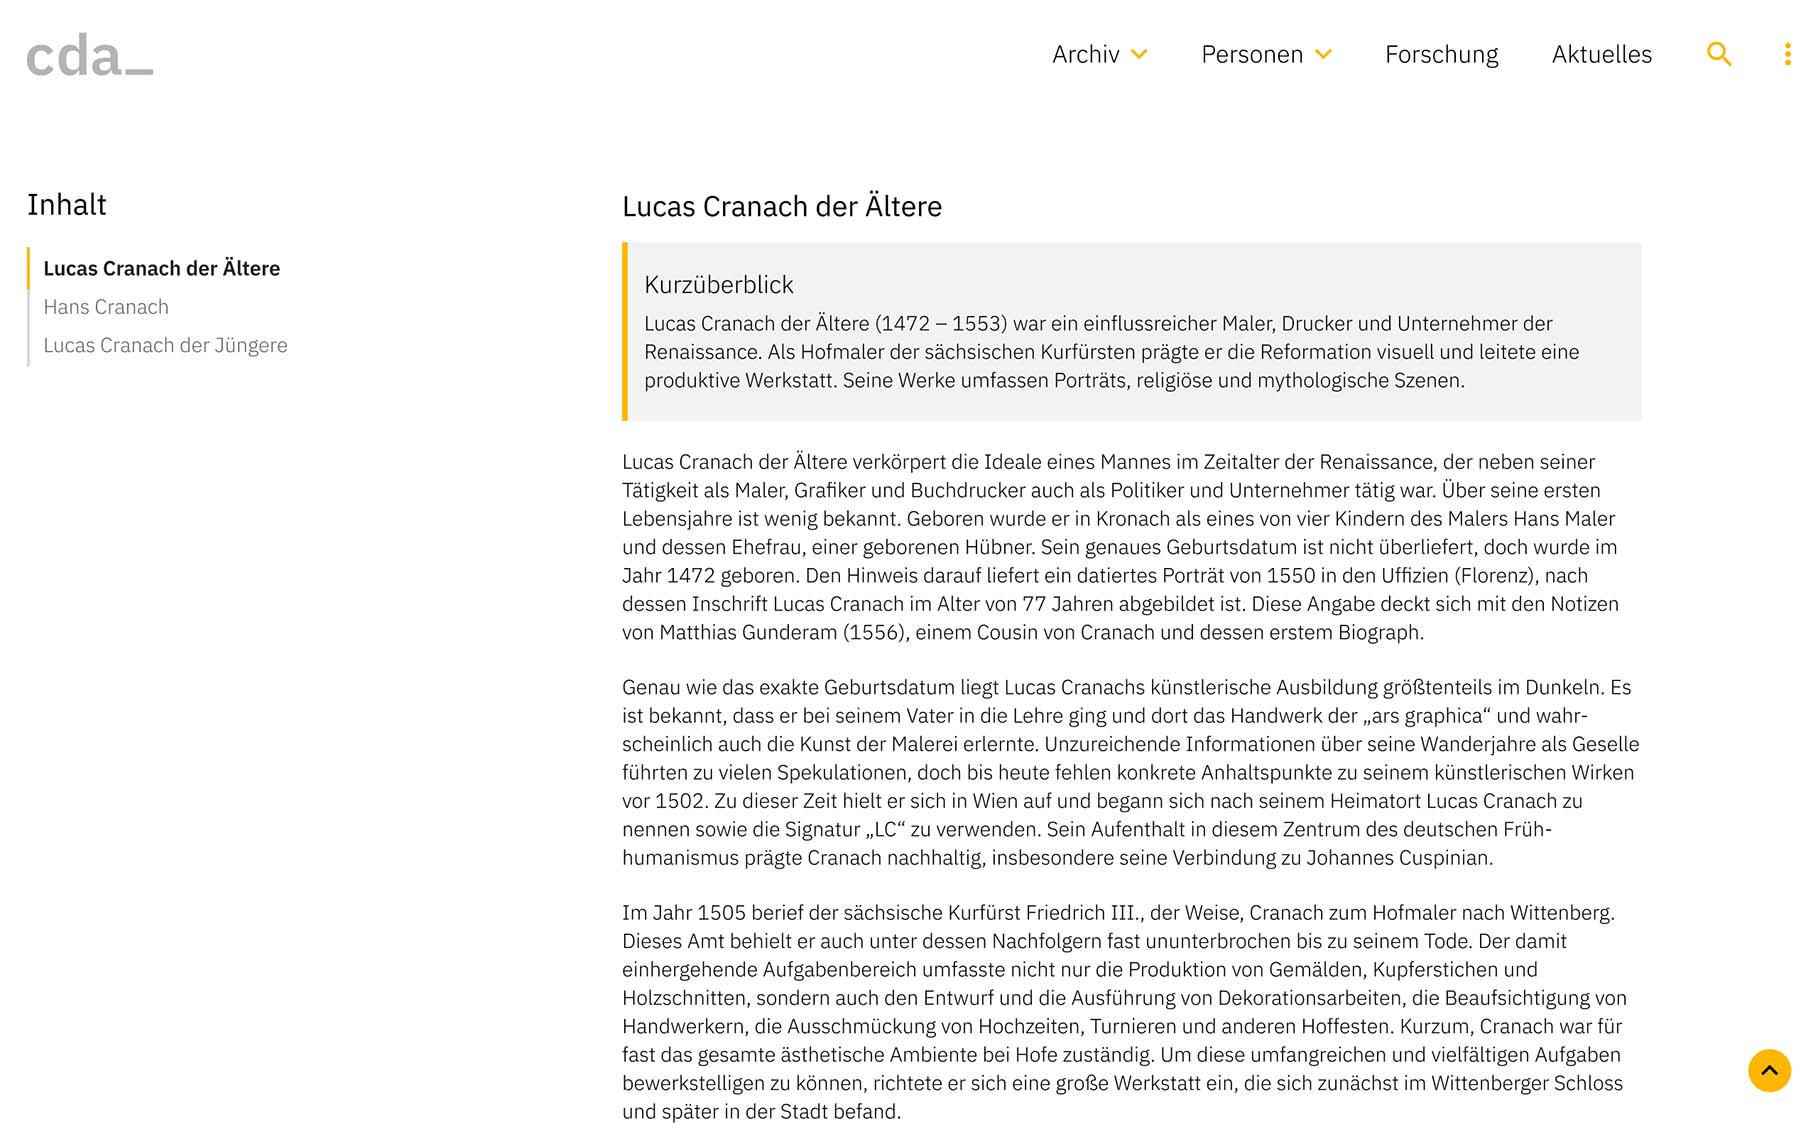 cda_
Archiv
Personen
Forschung
Aktuelles
Inhalt
Lucas Cranach der Ältere
Hans Cranach
Lucas Cranach der Jüngere
Lucas Cranach der Ältere
Kurzüberblick
Lucas Cranach der Ältere (1472 – 1553) war ein einflussreicher Maler, Drucker und Unternehmer der
Renaissance. Als Hofmaler der sächsischen Kurfürsten prägte er die Reformation visuell und leitete eine
produktive Werkstatt. Seine Werke umfassen Porträts, religiöse und mythologische Szenen.
Lucas Cranach der Ältere verkörpert die Ideale eines Mannes im Zeitalter der Renaissance, der neben seiner
Tätigkeit als Maler, Grafiker und Buchdrucker auch als Politiker und Unternehmer tätig war. Über seine ersten
Lebensjahre ist wenig bekannt. Geboren wurde er in Kronach als eines von vier Kindern des Malers Hans Maler
und dessen Ehefrau, einer geborenen Hübner. Sein genaues Geburtsdatum ist nicht überliefert, doch wurde im
Jahr 1472 geboren. Den Hinweis darauf liefert ein datiertes Porträt von 1550 in den Uffizien (Florenz), nach
dessen Inschrift Lucas Cranach im Alter von 77 Jahren abgebildet ist. Diese Angabe deckt sich mit den Notizen
von Matthias Gunderam (1556), einem Cousin von Cranach und dessen erstem Biograph.
Genau wie das exakte Geburtsdatum liegt Lucas Cranachs künstlerische Ausbildung größtenteils im Dunkeln. Es
ist bekannt, dass er bei seinem Vater in die Lehre ging und dort das Handwerk der „ars graphica“ und wahr-
scheinlich auch die Kunst der Malerei erlernte. Unzureichende Informationen über seine Wanderjahre als Geselle
führten zu vielen Spekulationen, doch bis heute fehlen konkrete Anhaltspunkte zu seinem künstlerischen Wirken
vor 1502. Zu dieser Zeit hielt er sich in Wien auf und begann sich nach seinem Heimatort Lucas Cranach zu
nennen sowie die Signatur „LC“ zu verwenden. Sein Aufenthalt in diesem Zentrum des deutschen Früh-
humanismus prägte Cranach nachhaltig, insbesondere seine Verbindung zu Johannes Cuspinian.
Im Jahr 1505 berief der sächsische Kurfürst Friedrich III., der Weise, Cranach zum Hofmaler nach Wittenberg.
Dieses Amt behielt er auch unter dessen Nachfolgern fast ununterbrochen bis zu seinem Tode. Der damit
einhergehende Aufgabenbereich umfasste nicht nur die Produktion von Gemälden, Kupferstichen und
Holzschnitten, sondern auch den Entwurf und die Ausführung von Dekorationsarbeiten, die Beaufsichtigung von
Handwerkern, die Ausschmückung von Hochzeiten, Turnieren und anderen Hoffesten. Kurzum, Cranach war für
fast das gesamte ästhetische Ambiente bei Hofe zuständig. Um diese umfangreichen und vielfältigen Aufgaben
bewerkstelligen zu können, richtete er sich eine große Werkstatt ein, die sich zunächst im Wittenberger Schloss
und später in der Stadt befand.